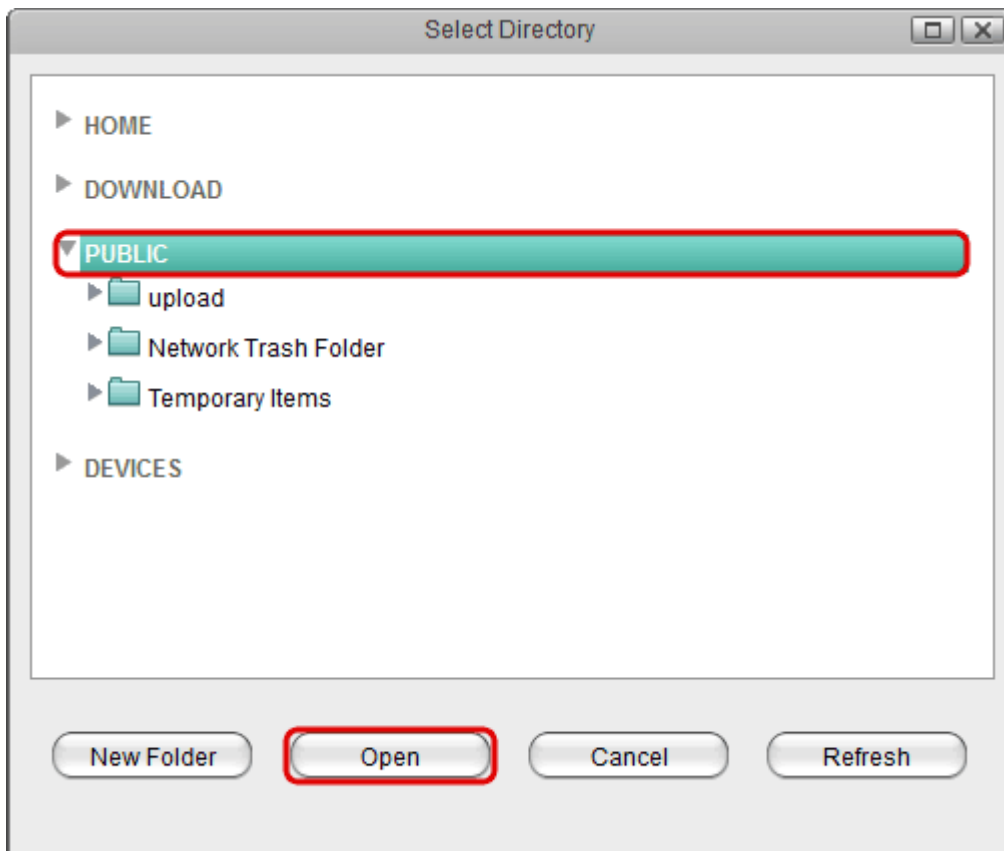 Select Directory
HOME
DOWNLOAD
PUBLIC
upload
Network Trash Folder
Temporary Items
DEVICES
New Folder Open Cancel Refresh